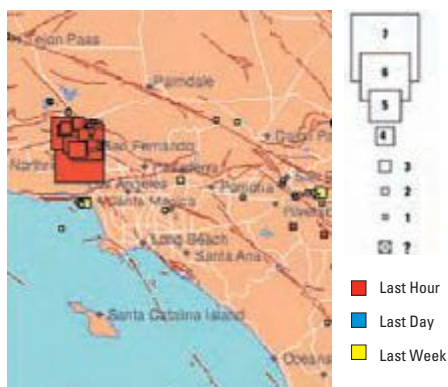 Tejon Pass
Palmdale
San Fernando
Pasadena
Los Angeles
Pomona
Santa Monica
Long Beach
Santa Ana
Santa Catalina Island
Oceans
7
6
5
4
3
2
1
?
Last Hour
Last Day
Last Week